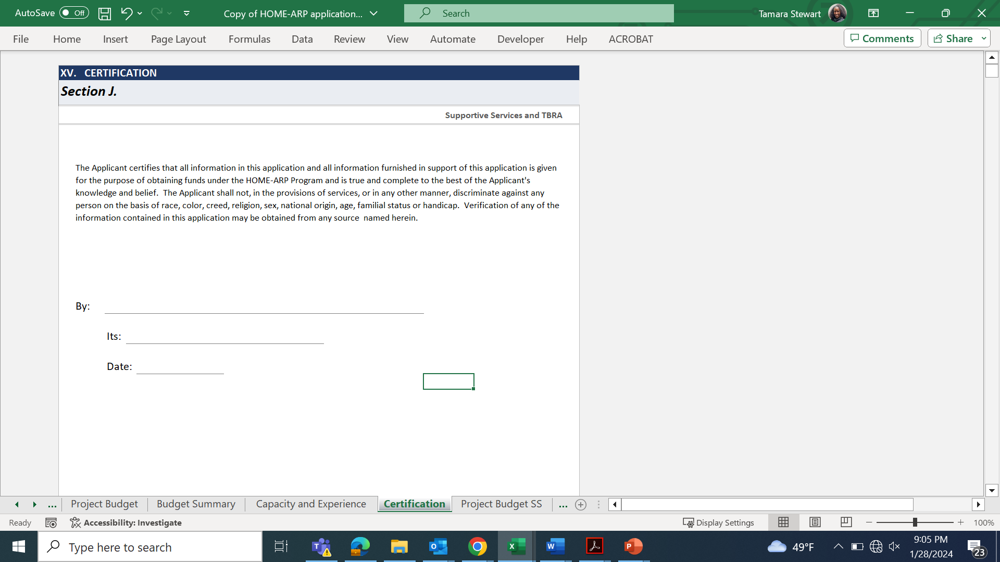 AutoSave Off Copy of HOME-ARP application... Search Tamara Stewart
File Home Insert Page Layout Formulas Data Review View Automate Developer Help ACROBAT Comments Share
XV. CERTIFICATION
Section J.
Supportive Services and TBRA
The Applicant certifies that all information in this application and all information furnished in support of this application is given
for the purpose of obtaining funds under the HOME-ARP Program and is true and complete to the best of the Applicant's
knowledge and belief. The Applicant shall not, in the provisions of services, or in any other manner, discriminate against any
person on the basis of race, color, creed, religion, sex, national origin, age, familial status or handicap. Verification of any of the
information contained in this application may be obtained from any source named herein.
By:
Its:
Date:
... Project Budget Budget Summary Capacity and Experience Certification Project Budget SS ...
Ready Accessibility: Investigate Display Settings 100%
Type here to search 49°F 9:05 PM
1/28/2024 23